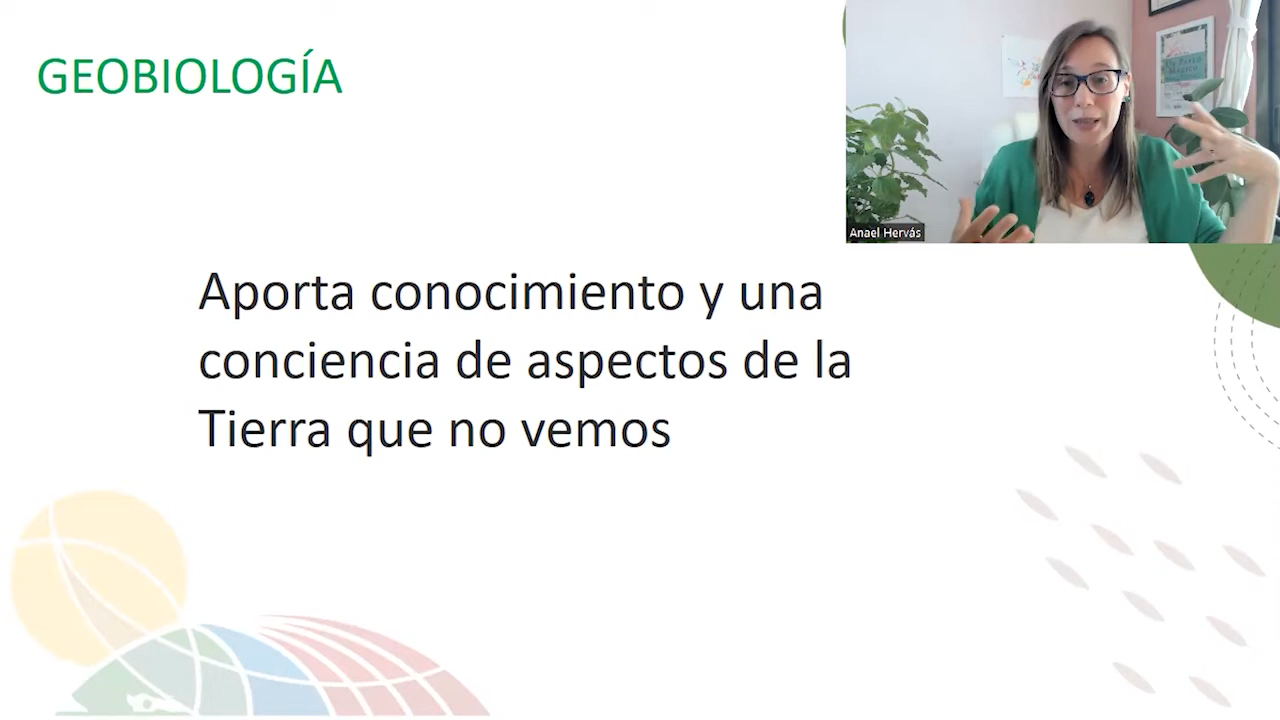 GEOBIOLOGÍA
Anael Hervás
Aporta conocimiento y una
conciencia de aspectos de la
Tierra que no vemos